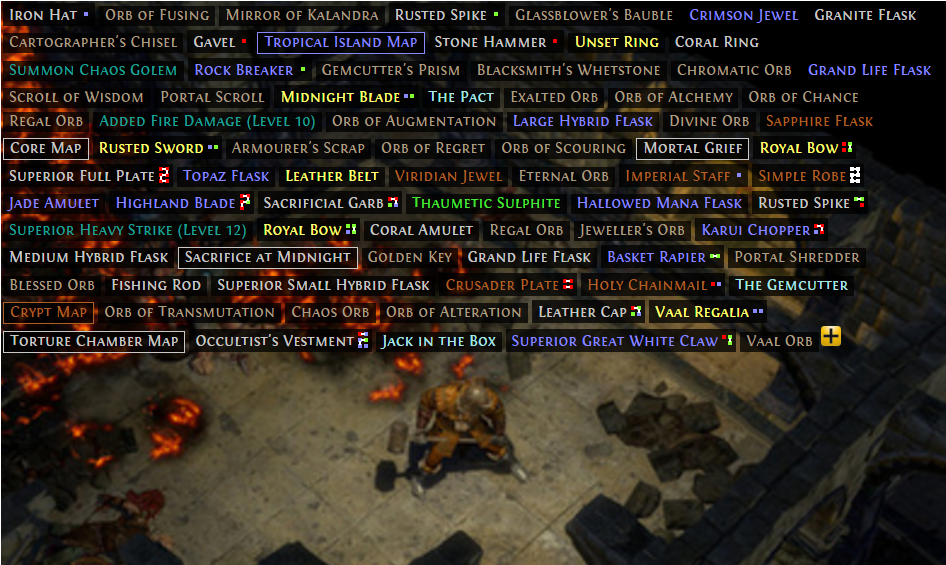 Iron Hat Orb of Fusing Mirror of Kalandra Rusted Spike Glassblower's Bauble Crimson Jewel Granite Flask
Cartographer's Chisel Gavel Tropical Island Map Stone Hammer Unset Ring Coral Ring
Summon Chaos Golem Rock Breaker Gemcutter's Prism Blacksmith's Whetstone Chromatic Orb Grand Life Flask
Scroll of Wisdom Portal Scroll Midnight Blade The Pact Exalted Orb Orb of Alchemy Orb of Chance
Regal Orb Added Fire Damage (Level 10) Orb of Augmentation Large Hybrid Flask Divine Orb Sapphire Flask
Core Map Rusted Sword Armourer's Scrap Orb of Regret Orb of Scouring Mortal Grief Royal Bow
Superior Full Plate Topaz Flask Leather Belt Viridian Jewel Eternal Orb Imperial Staff Simple Robe
Jade Amulet Highland Blade Sacrificial Garb Thaumetic Sulphite Hallowed Mana Flask Rusted Spike
Superior Heavy Strike (Level 12) Royal Bow Coral Amulet Regal Orb Jeweller's Orb Karui Chopper
Medium Hybrid Flask Sacrifice at Midnight Golden Key Grand Life Flask Basket Rapier Portal Shredder
Blessed Orb Fishing Rod Superior Small Hybrid Flask Crusader Plate Holy Chainmail The Gemcutter
Crypt Map Orb of Transmutation Chaos Orb Orb of Alteration Leather Cap Vaal Regalia
Torture Chamber Map Occultist's Vestment Jack in the Box Superior Great White Claw Vaal Orb +